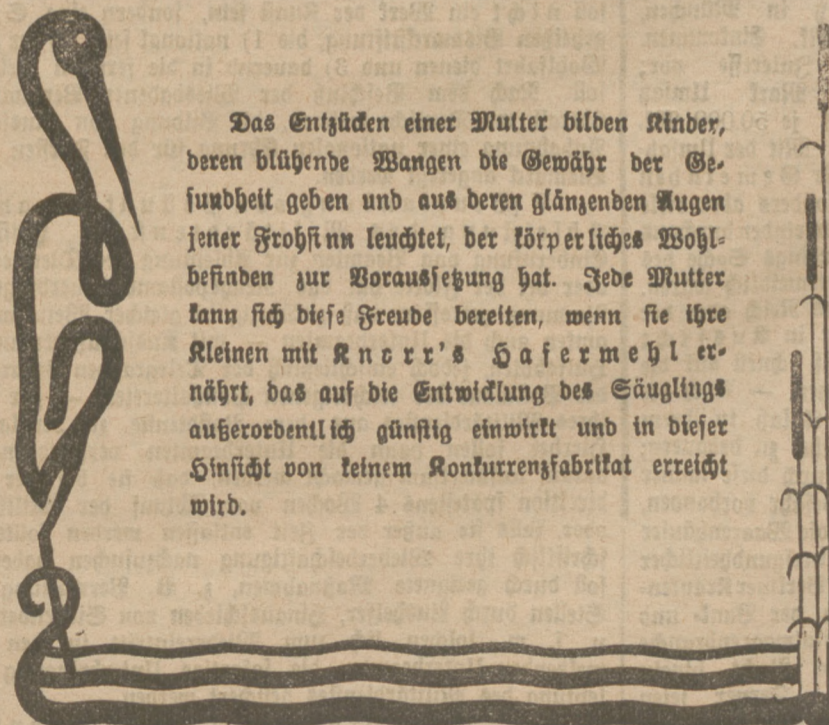 Das Entzücken einer Mutter bilden Kinder,
deren blühende Wangen die Gewähr der Ge-
sundheit geben und aus deren glänzenden Augen
jener Frohsinn leuchtet, der körperliches Wohl-
befinden zur Voraussetzung hat. Jede Mutter
kann sich diese Freude bereiten, wenn sie ihre
Kleinen mit Knorr's Hafermehl er-
nährt, das auf die Entwicklung des Säuglings
außerordentlich günstig einwirkt und in dieser
Hinsicht von keinem Konkurrenzfabrikat erreicht
wird.